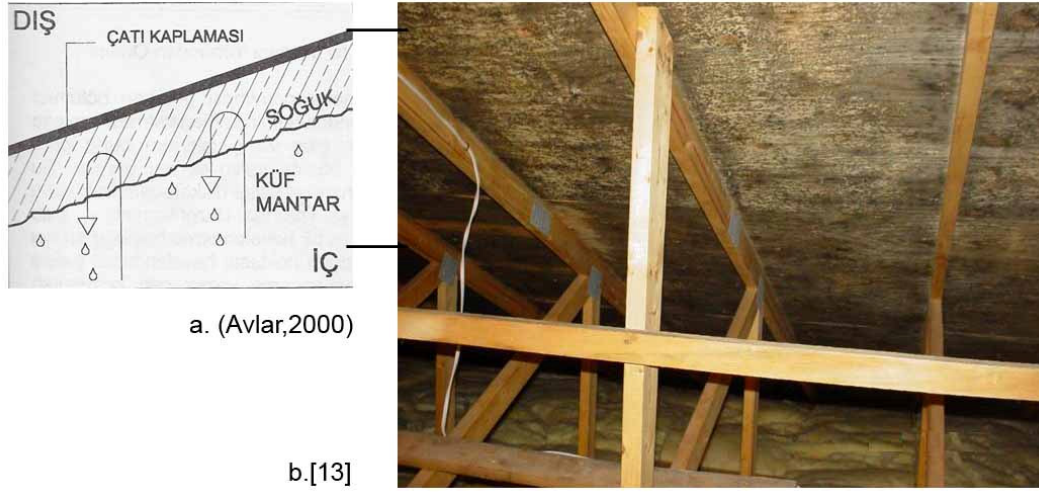 DIŞ
ÇATI KAPLAMASI
SOĞUK
KÜF
MANTAR
İÇ
a. (Avlar,2000)
b.[13]